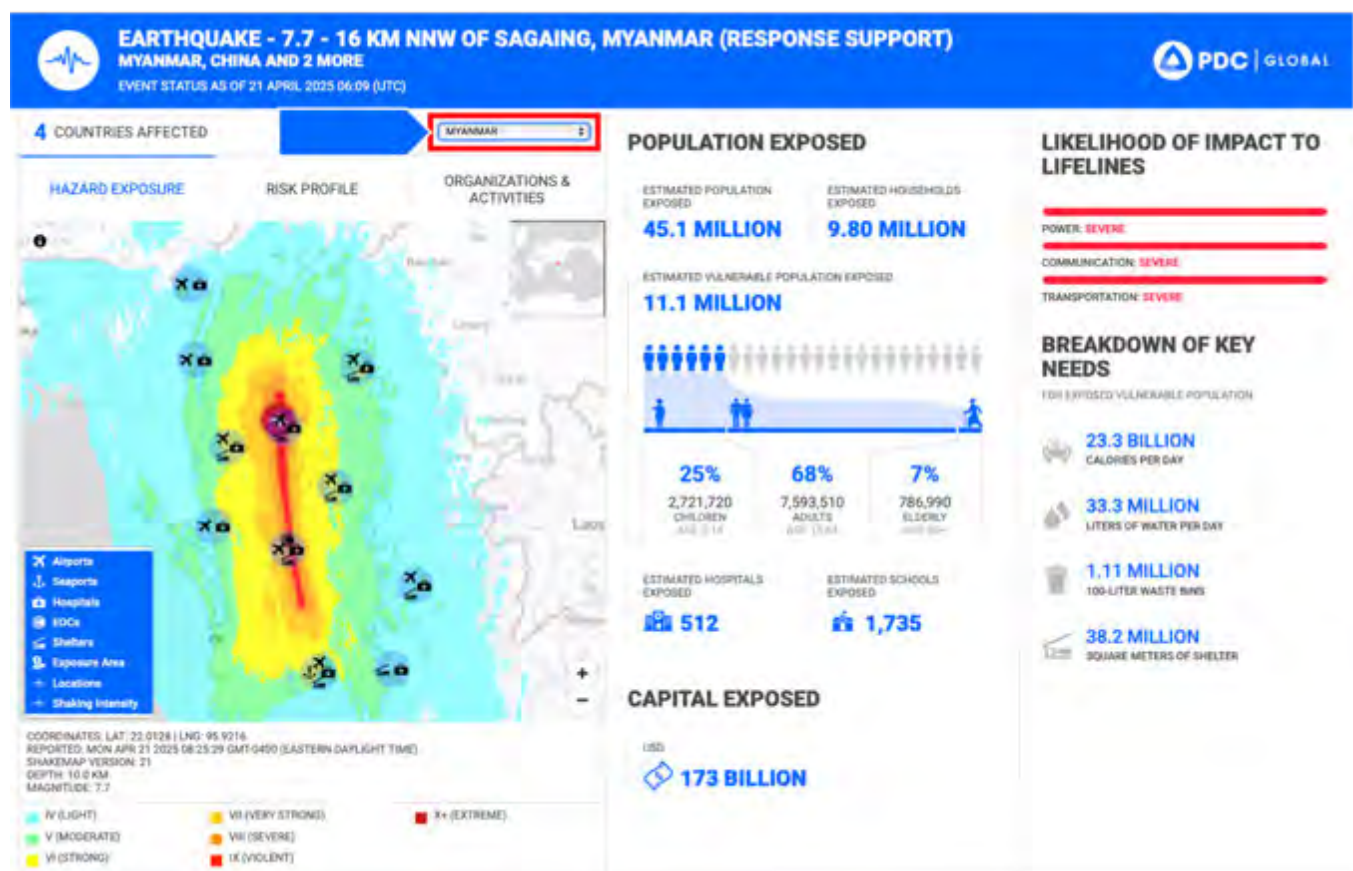 EARTHQUAKE - 7.7 - 16 KM NNW OF SAGAING, MYANMAR (RESPONSE SUPPORT)
MYANMAR, CHINA AND 2 MORE
EVENT STATUS AS OF 21 APRIL 2025 06:09 (UTC)
PDC | GLOBAL
4 COUNTRIES AFFECTED
MYANMAR
HAZARD EXPOSURE
RISK PROFILE
ORGANIZATIONS &
ACTIVITIES
Laos
Airports
Seaports
Hospitals
EOCs
Shelters
Exposure Area
Locations
Shaking Intensity
+
−
COORDINATES: LAT: 22.0128 | LNG: 95.9216
REPORTED: MON APR 21 2025 08:25:39 GMT-0400 (EASTERN DAYLIGHT TIME)
SHAKEMAP VERSION: 21
DEPTH: 10.0 KM
MAGNITUDE: 7.7
IV (LIGHT)
V (MODERATE)
VI (STRONG)
VII (VERY STRONG)
VIII (SEVERE)
IX (VIOLENT)
X+ (EXTREME)
POPULATION EXPOSED
ESTIMATED POPULATION
EXPOSED
45.1 MILLION
ESTIMATED HOUSEHOLDS
EXPOSED
9.80 MILLION
ESTIMATED VULNERABLE POPULATION EXPOSED
11.1 MILLION
25%
2,721,720
CHILDREN
68%
7,593,510
ADULTS
7%
786,990
ELDERLY
ESTIMATED HOSPITALS
EXPOSED
512
ESTIMATED SCHOOLS
EXPOSED
1,735
CAPITAL EXPOSED
USD
173 BILLION
LIKELIHOOD OF IMPACT TO
LIFELINES
POWER: SEVERE
COMMUNICATION: SEVERE
TRANSPORTATION: SEVERE
BREAKDOWN OF KEY
NEEDS
FOR EXPOSED VULNERABLE POPULATION
23.3 BILLION
CALORIES PER DAY
33.3 MILLION
LITERS OF WATER PER DAY
1.11 MILLION
100-LITER WASTE BINS
38.2 MILLION
SQUARE METERS OF SHELTER